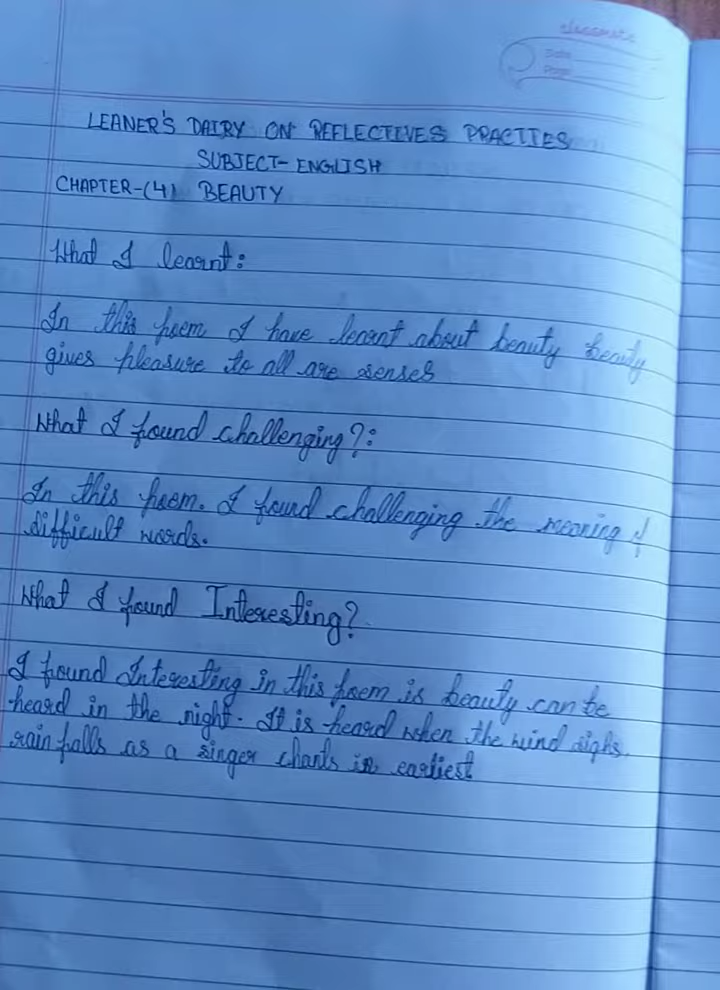 classmate
Date
Page
LEANER'S DAIRY ON REFLECTIVES PRACTIES
SUBJECT- ENGLISH
CHAPTER-(4) BEAUTY
What I learnt:
In this poem I have learnt about beauty beauty
gives pleasure to all are senses
What I found challenging?:
In this poem. I found challenging the meaning of
difficult words.
What I found Interesting?
I found Interesting in this poem is beauty can be
heard in the night. It is heard when the wind sighs
rain falls as a singer chants in earliest